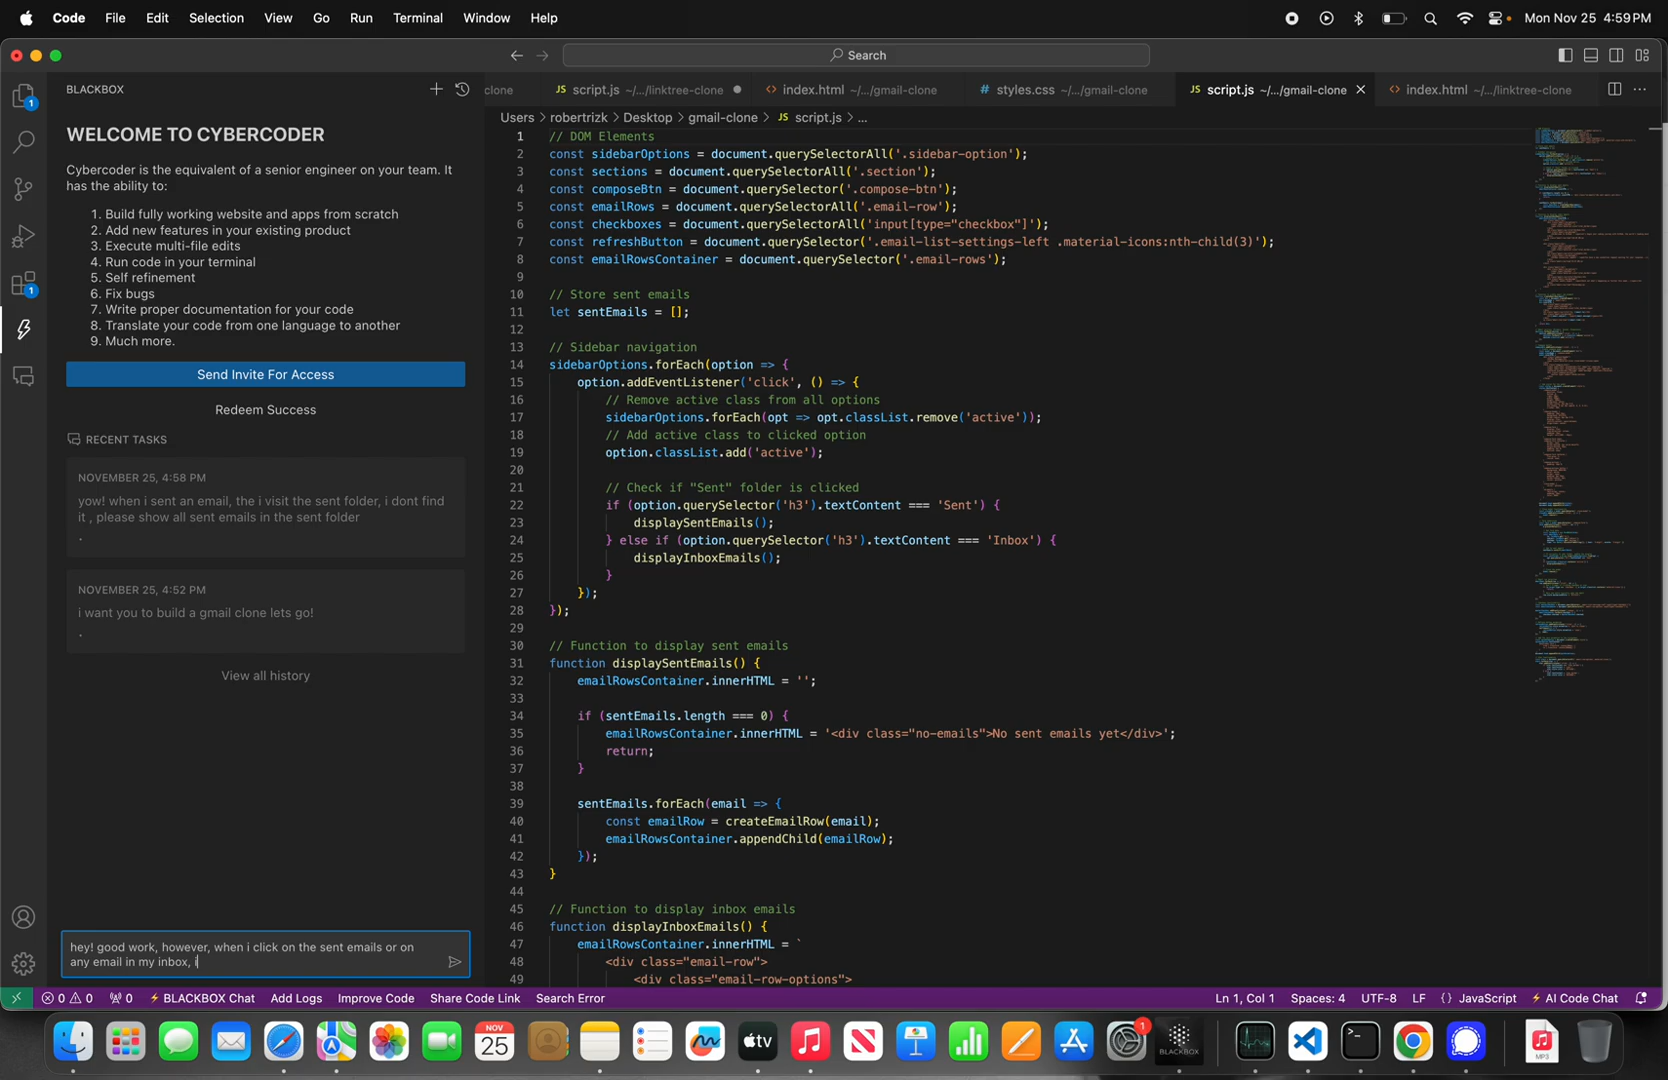 Code File Edit Selection View Go Run Terminal Window Help Mon Nov 25 4:59 PM
Search
BLACKBOX
clone
script.js ~/.../linktree-clone
index.html ~/.../gmail-clone
styles.css ~/.../gmail-clone
script.js ~/.../gmail-clone
index.html ~/.../linktree-clone
WELCOME TO CYBERCODER
Cybercoder is the equivalent of a senior engineer on your team. It
has the ability to:
1. Build fully working website and apps from scratch
2. Add new features in your existing product
3. Execute multi-file edits
4. Run code in your terminal
5. Self refinement
6. Fix bugs
7. Write proper documentation for your code
8. Translate your code from one language to another
9. Much more.
Send Invite For Access
Redeem Success
RECENT TASKS
NOVEMBER 25, 4:58 PM
yow! when i sent an email, the i visit the sent folder, i dont find
it , please show all sent emails in the sent folder
.
NOVEMBER 25, 4:52 PM
i want you to build a gmail clone lets go!
.
View all history
hey! good work, however, when i click on the sent emails or on
any email in my inbox, i
Users > robertrizk > Desktop > gmail-clone > JS script.js > ...
1 // DOM Elements
2 const sidebarOptions = document.querySelectorAll('.sidebar-option');
3 const sections = document.querySelectorAll('.section');
4 const composeBtn = document.querySelector('.compose-btn');
5 const emailRows = document.querySelectorAll('.email-row');
6 const checkboxes = document.querySelectorAll('input[type="checkbox"]');
7 const refreshButton = document.querySelector('.email-list-settings-left .material-icons:nth-child(3)');
8 const emailRowsContainer = document.querySelector('.email-rows');
9
10 // Store sent emails
11 let sentEmails = [];
12
13 // Sidebar navigation
14 sidebarOptions.forEach(option => {
15 option.addEventListener('click', () => {
16 // Remove active class from all options
17 sidebarOptions.forEach(opt => opt.classList.remove('active'));
18 // Add active class to clicked option
19 option.classList.add('active');
20
21 // Check if "Sent" folder is clicked
22 if (option.querySelector('h3').textContent === 'Sent') {
23 displaySentEmails();
24 } else if (option.querySelector('h3').textContent === 'Inbox') {
25 displayInboxEmails();
26 }
27 });
28 });
29
30 // Function to display sent emails
31 function displaySentEmails() {
32 emailRowsContainer.innerHTML = '';
33
34 if (sentEmails.length === 0) {
35 emailRowsContainer.innerHTML = '<div class="no-emails">No sent emails yet</div>';
36 return;
37 }
38
39 sentEmails.forEach(email => {
40 const emailRow = createEmailRow(email);
41 emailRowsContainer.appendChild(emailRow);
42 });
43 }
44
45 // Function to display inbox emails
46 function displayInboxEmails() {
47 emailRowsContainer.innerHTML = `
48 <div class="email-row">
49 <div class="email-row-options">
0 0 0 BLACKBOX Chat Add Logs Improve Code Share Code Link Search Error Ln 1, Col 1 Spaces: 4 UTF-8 LF {} JavaScript AI Code Chat
NOV
25
tv
1
BLACKBOX
MP3